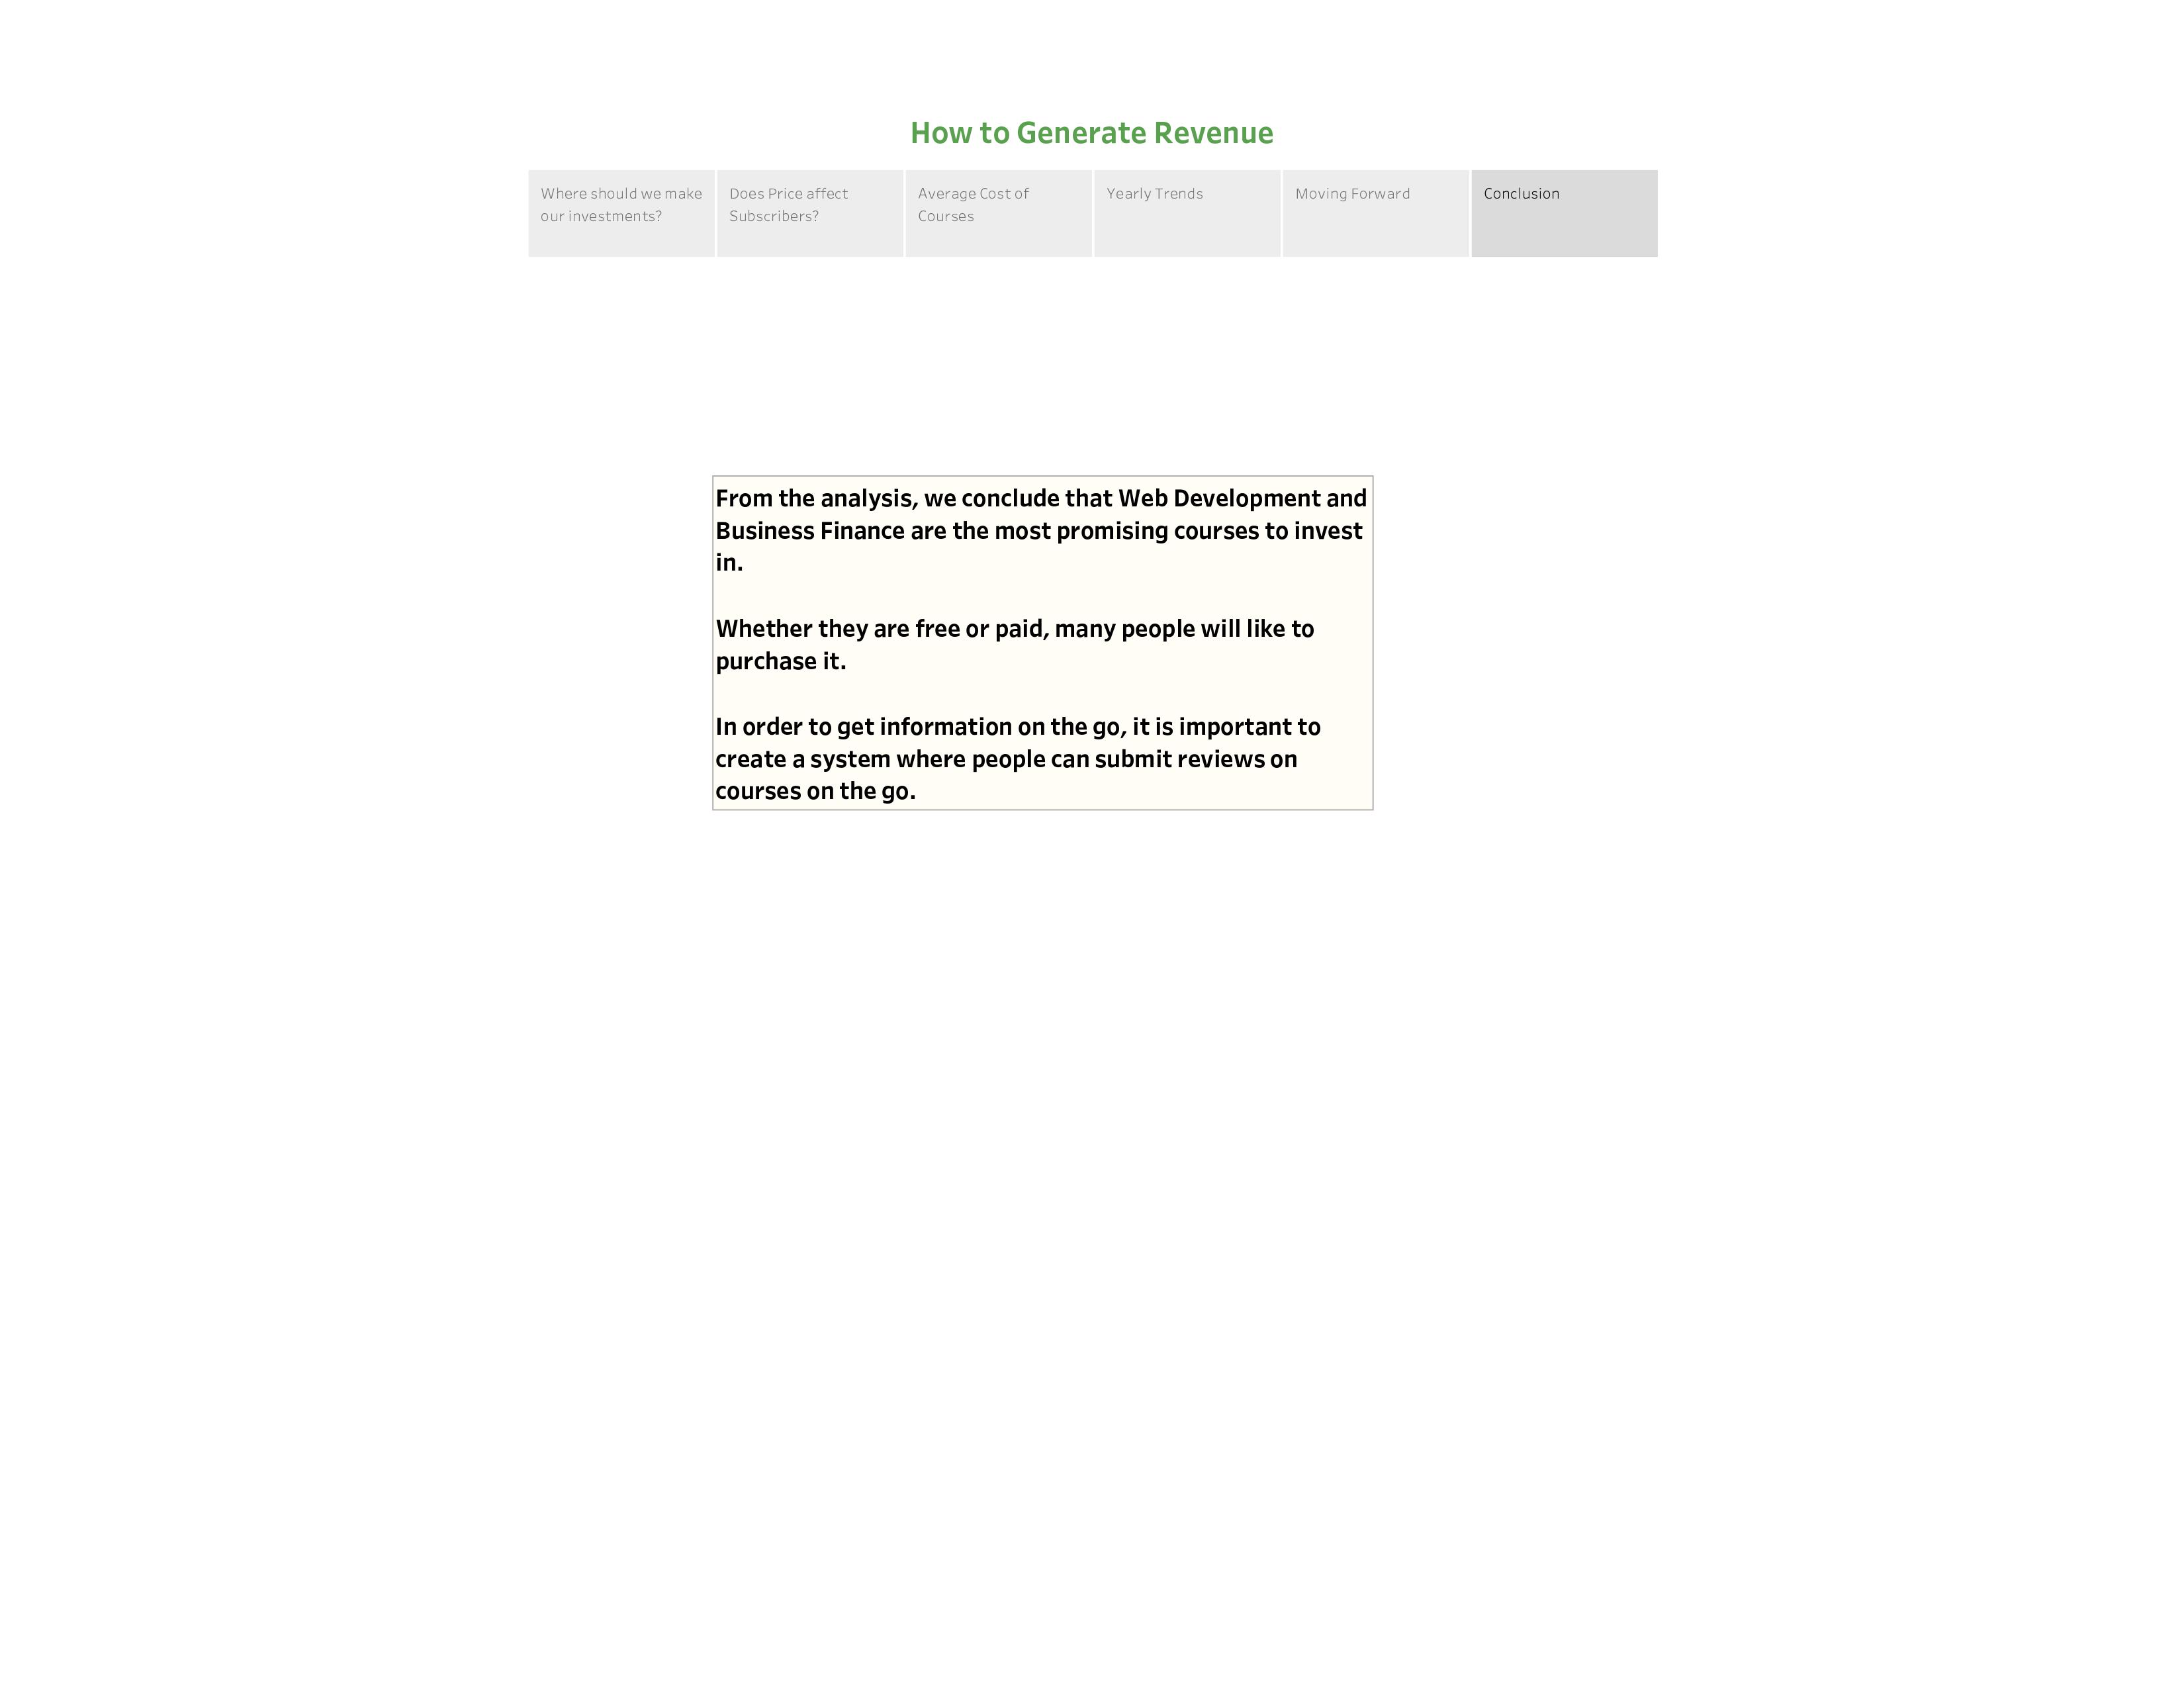 How to Generate Revenue
Where should we make
our investments?
Does Price affect
Subscribers?
Average Cost of
Courses
Yearly Trends
Moving Forward
Conclusion
From the analysis, we conclude that Web Development and
Business Finance are the most promising courses to invest
in.
Whether they are free or paid, many people will like to
purchase it.
In order to get information on the go, it is important to
create a system where people can submit reviews on
courses on the go.